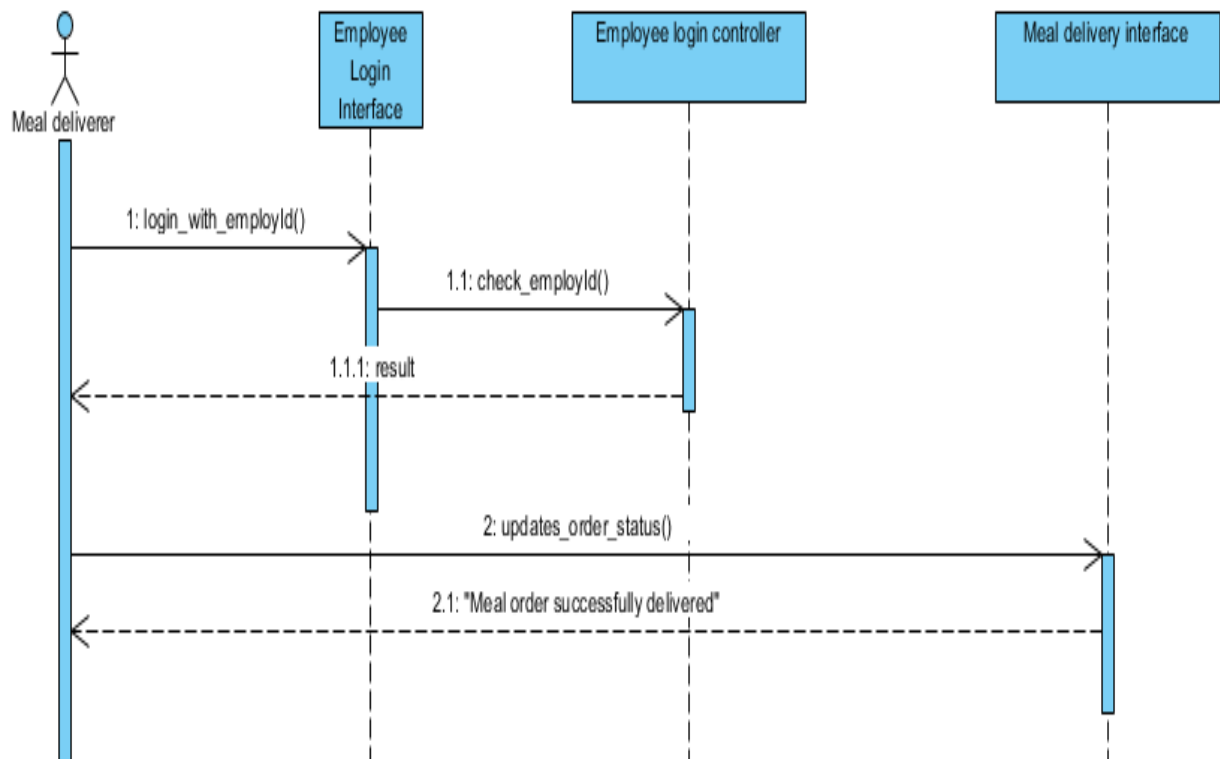 Employee
Login
Interface
Employee login controller
Meal delivery interface
Meal deliverer
1: login_with_employId()
1.1: check_employId()
1.1.1: result
2: updates_order_status()
2.1: "Meal order successfully delivered"